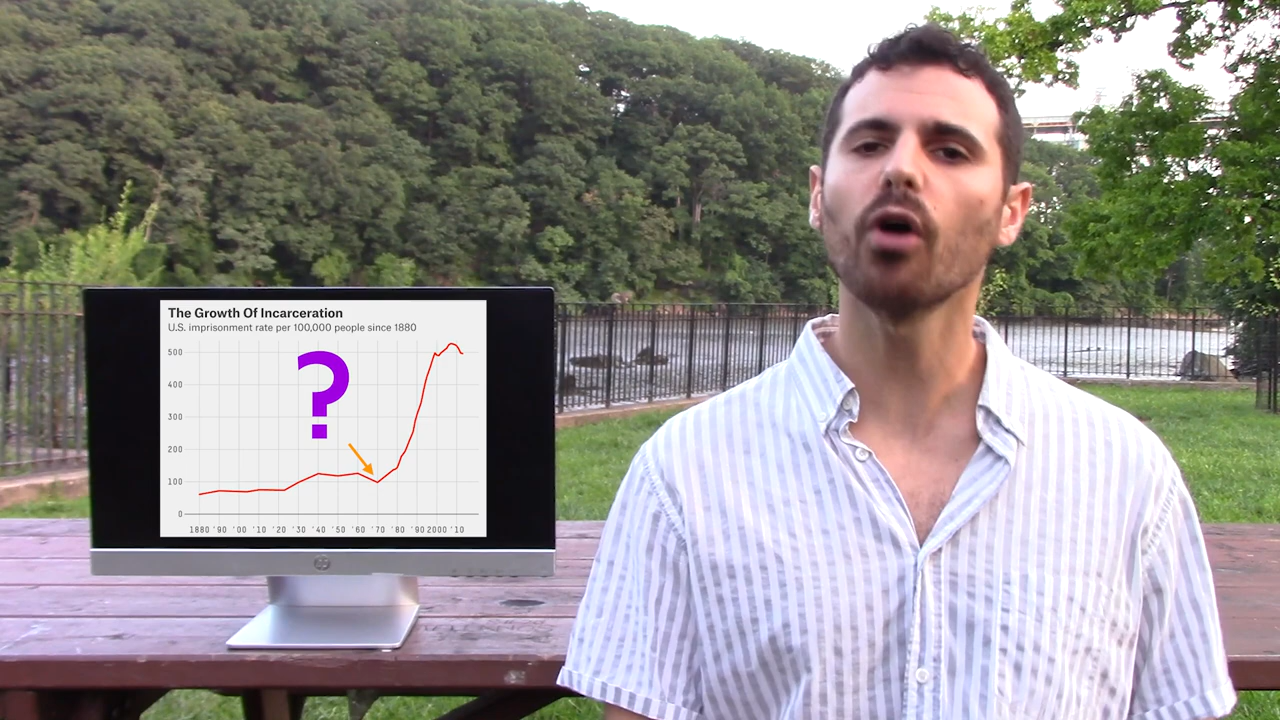 The Growth Of Incarceration
U.S. imprisonment rate per 100,000 people since 1880
500
400
300
200
100
0
?
1880 '90 '00 '10 '20 '30 '40 '50 '60 '70 '80 '90 2000 '10
hp